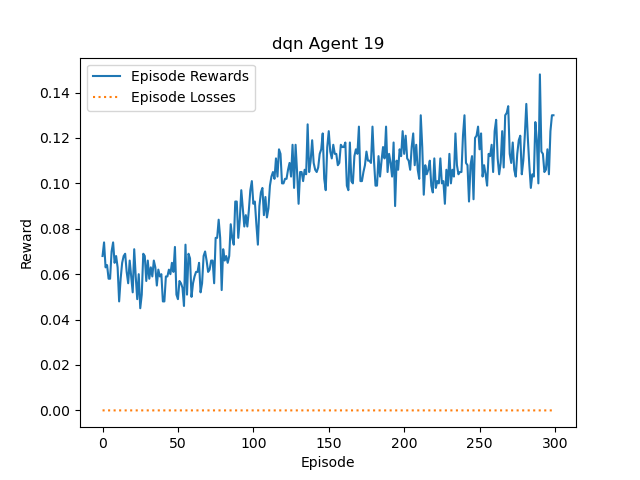 dqn Agent 19
Episode Rewards
Episode Losses
Reward
0.14
0.12
0.10
0.08
0.06
0.04
0.02
0.00
0 50 100 150 200 250 300
Episode